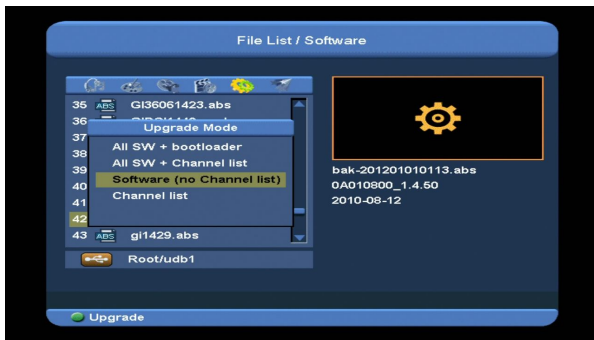 File List / Software
35 ABS GI36061423.abs
36
Upgrade Mode
37
All SW + bootloader
38
All SW + Channel list
39
Software (no Channel list)
40
Channel list
41
42
43 ABS gi1429.abs
Root/udb1
bak-201201010113.abs
0A010800_1.4.50
2010-08-12
Upgrade